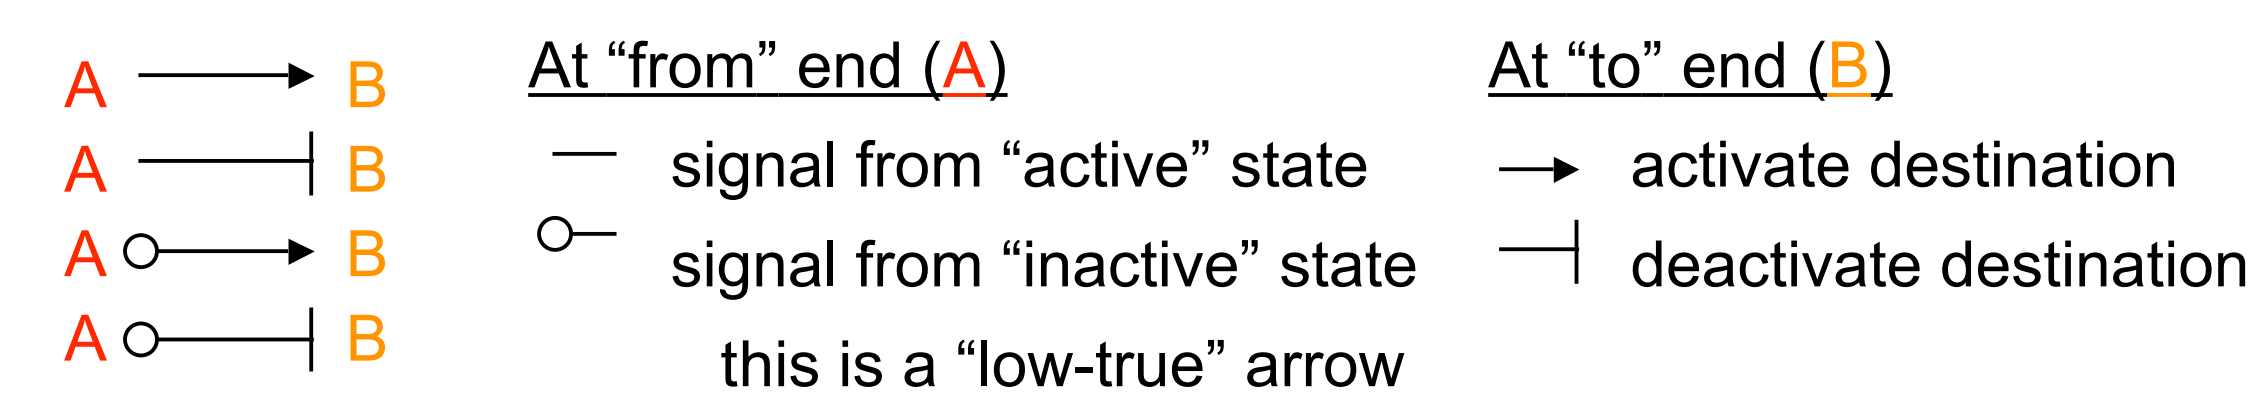 A B
A B
A B
A B
At “from” end (A)
signal from “active” state
signal from “inactive” state
this is a “low-true” arrow
At “to” end (B)
activate destination
deactivate destination